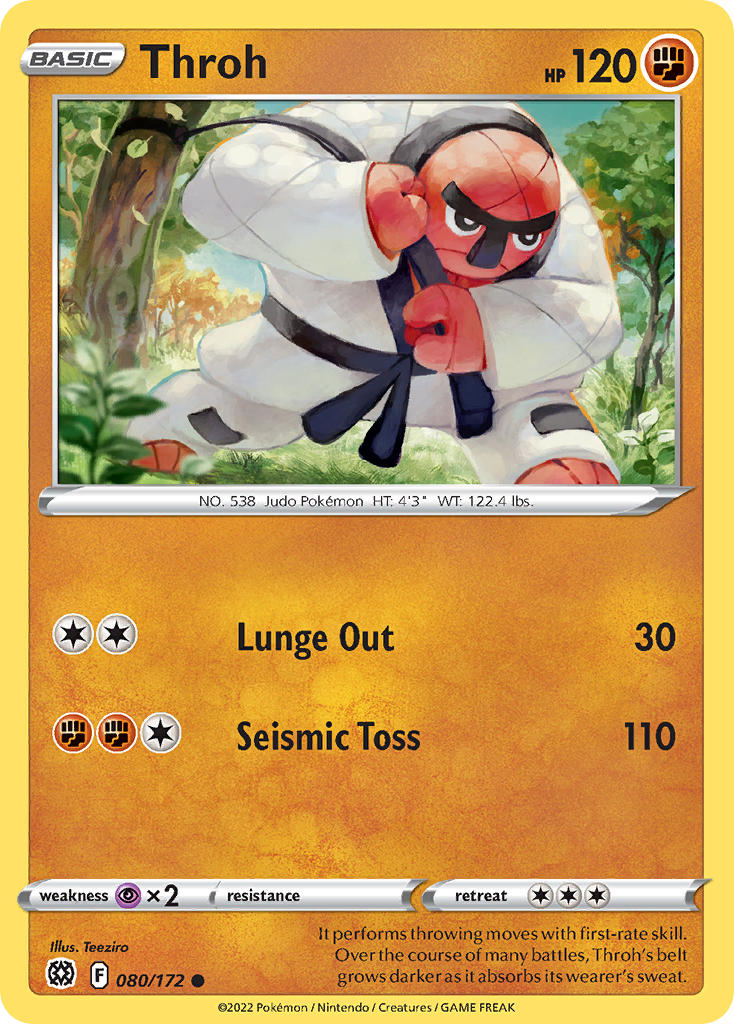 BASIC Throh HP 120
NO. 538 Judo Pokémon HT: 4'3" WT: 122.4 lbs.
Lunge Out 30
Seismic Toss 110
weakness ×2 resistance retreat
It performs throwing moves with first-rate skill.
Over the course of many battles, Throh's belt
grows darker as it absorbs its wearer's sweat.
Illus. Teeziro
F 080/172
©2022 Pokémon / Nintendo / Creatures / GAME FREAK